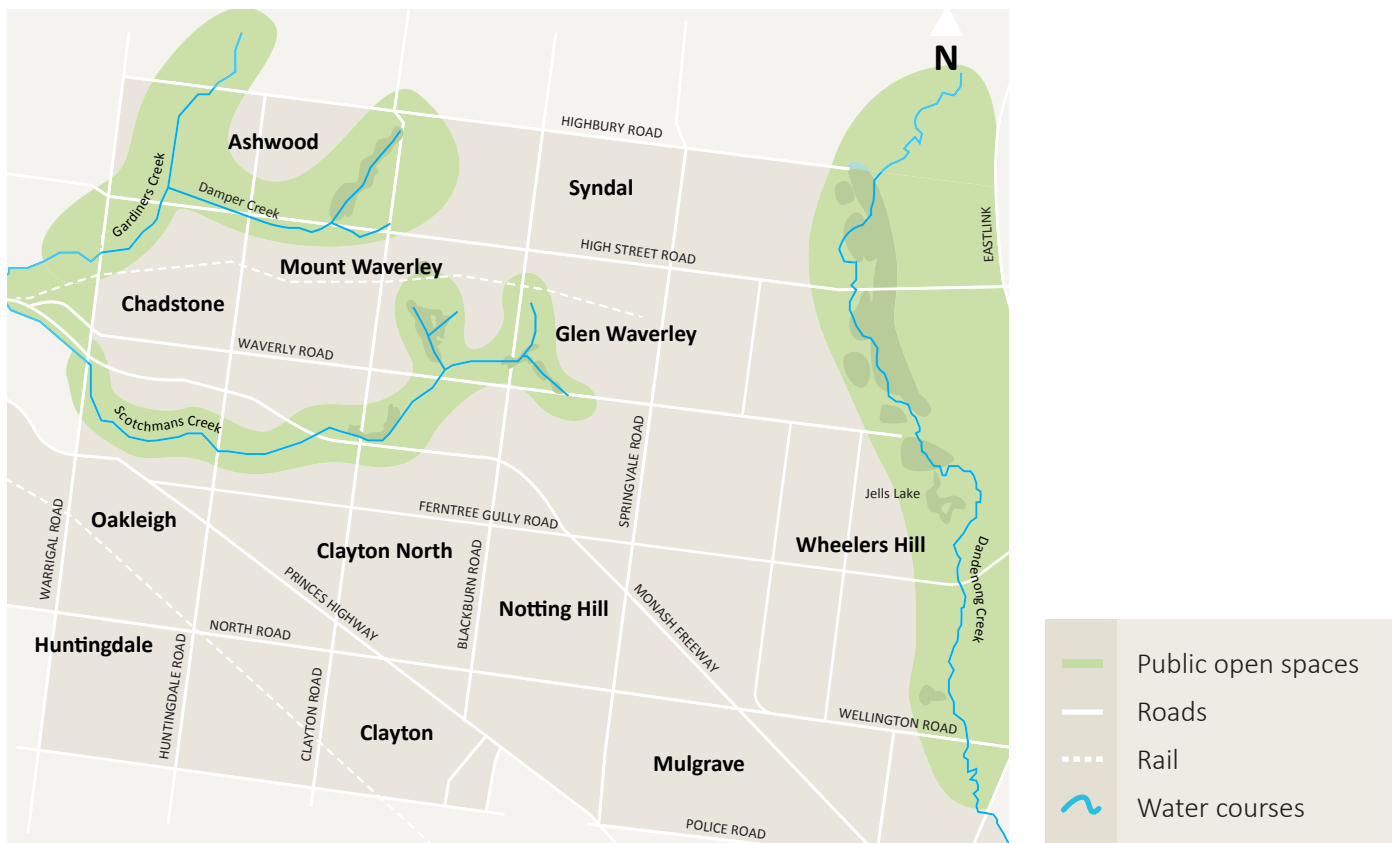 N
HIGHBURY ROAD
Ashwood
Gardiners Creek
Damper Creek
Syndal
EASTLINK
HIGH STREET ROAD
Mount Waverley
Chadstone
Glen Waverley
WAVERLY ROAD
Scotchmans Creek
SPRINGVALE ROAD
Jells Lake
WARRIGAL ROAD
Oakleigh
FERNTREE GULLY ROAD
Clayton North
Wheelers Hill
Dandenong Creek
PRINCES HIGHWAY
BLACKBURN ROAD
Notting Hill
MONASH FREEWAY
NORTH ROAD
Huntingdale
HUNTINGDALE ROAD
CLAYTON ROAD
WELLINGTON ROAD
Clayton
Mulgrave
POLICE ROAD
Public open spaces
Roads
Rail
Water courses